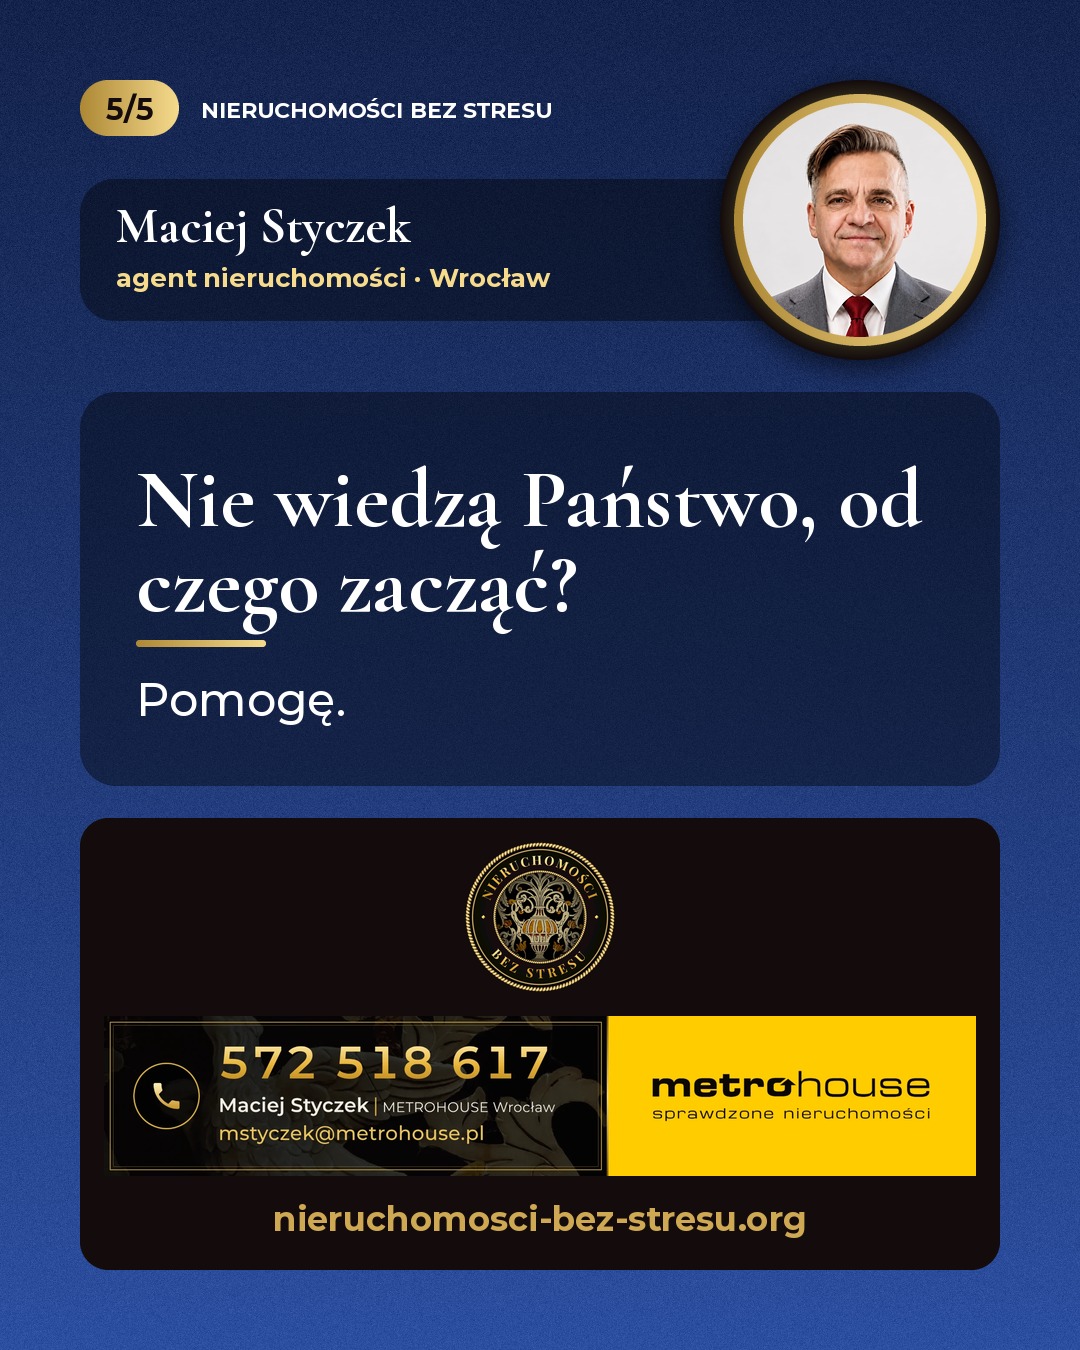 5/5
NIERUCHOMOŚCI BEZ STRESU
Maciej Styczek
agent nieruchomości · Wrocław
Nie wiedzą Państwo, od
czego zacząć?
Pomogę.
NIERUCHOMOŚCI
BEZ STRESU
572 518 617
Maciej Styczek | METROHOUSE Wrocław
mstyczek@metrohouse.pl
metrohouse
sprawdzone nieruchomości
nieruchomosci-bez-stresu.org